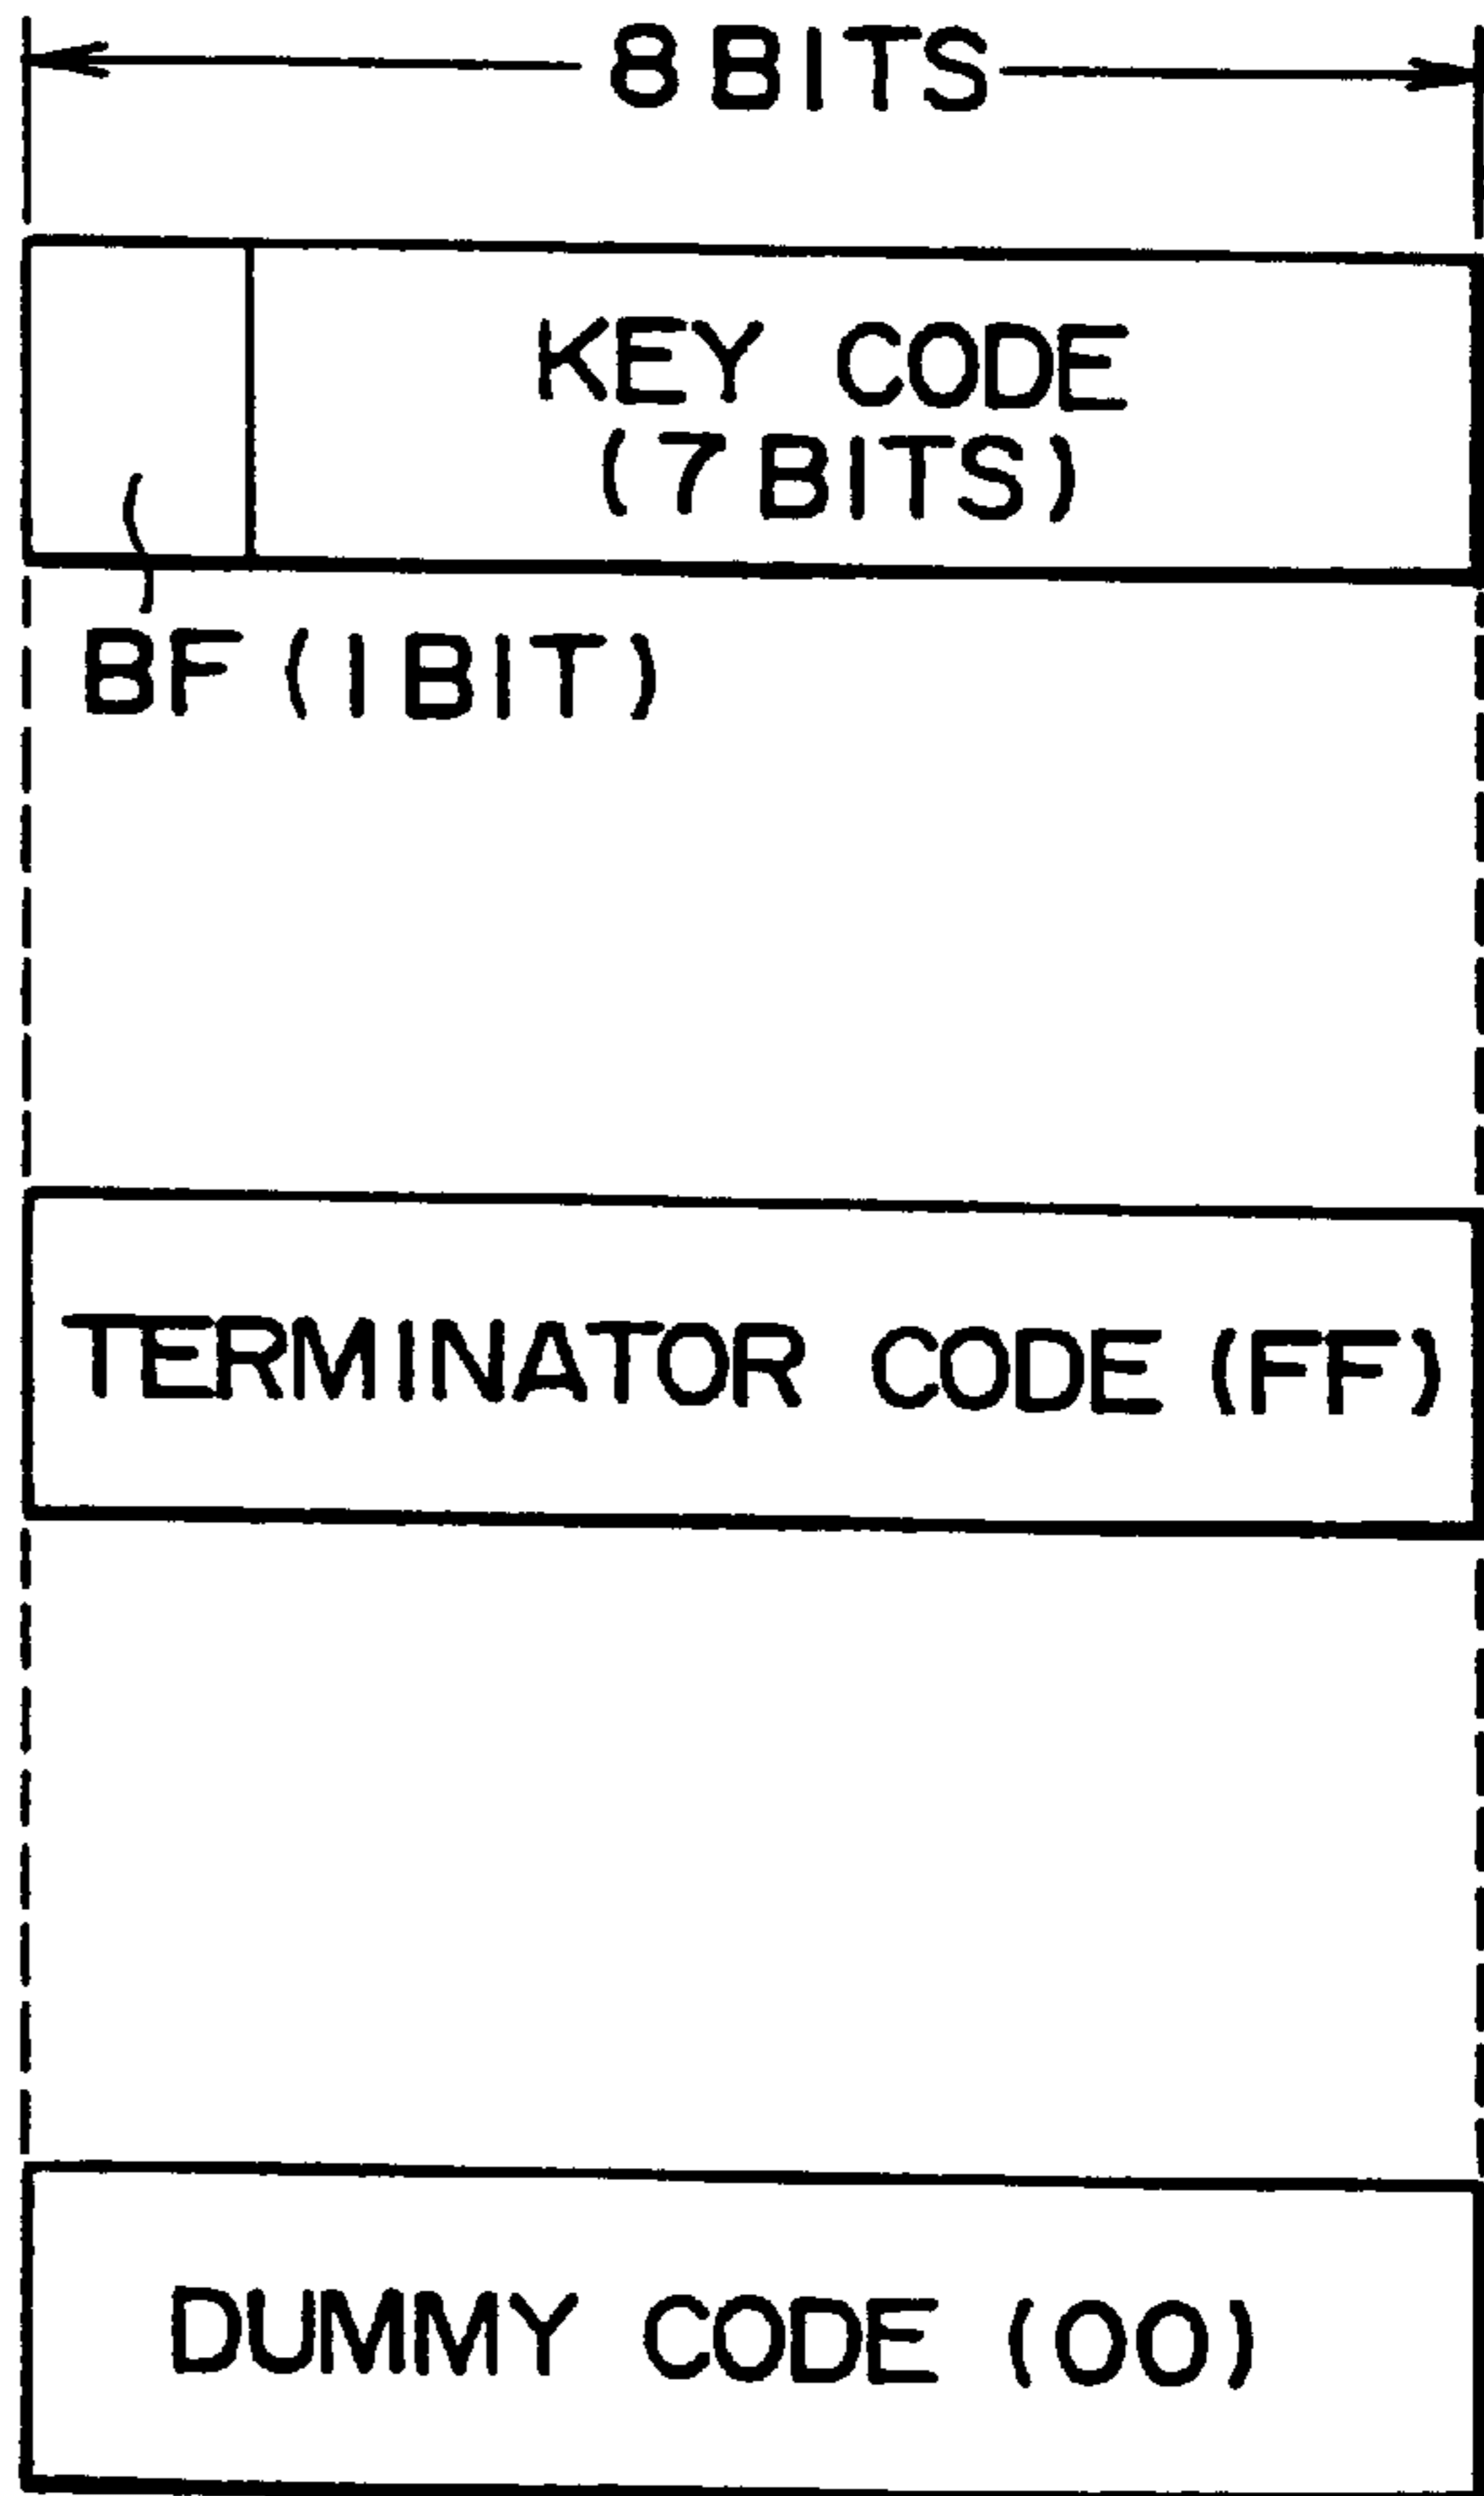 8 BITS
KEY CODE
(7 BITS)
BF (1 BIT)
TERMINATOR CODE (FF)
DUMMY CODE (00)